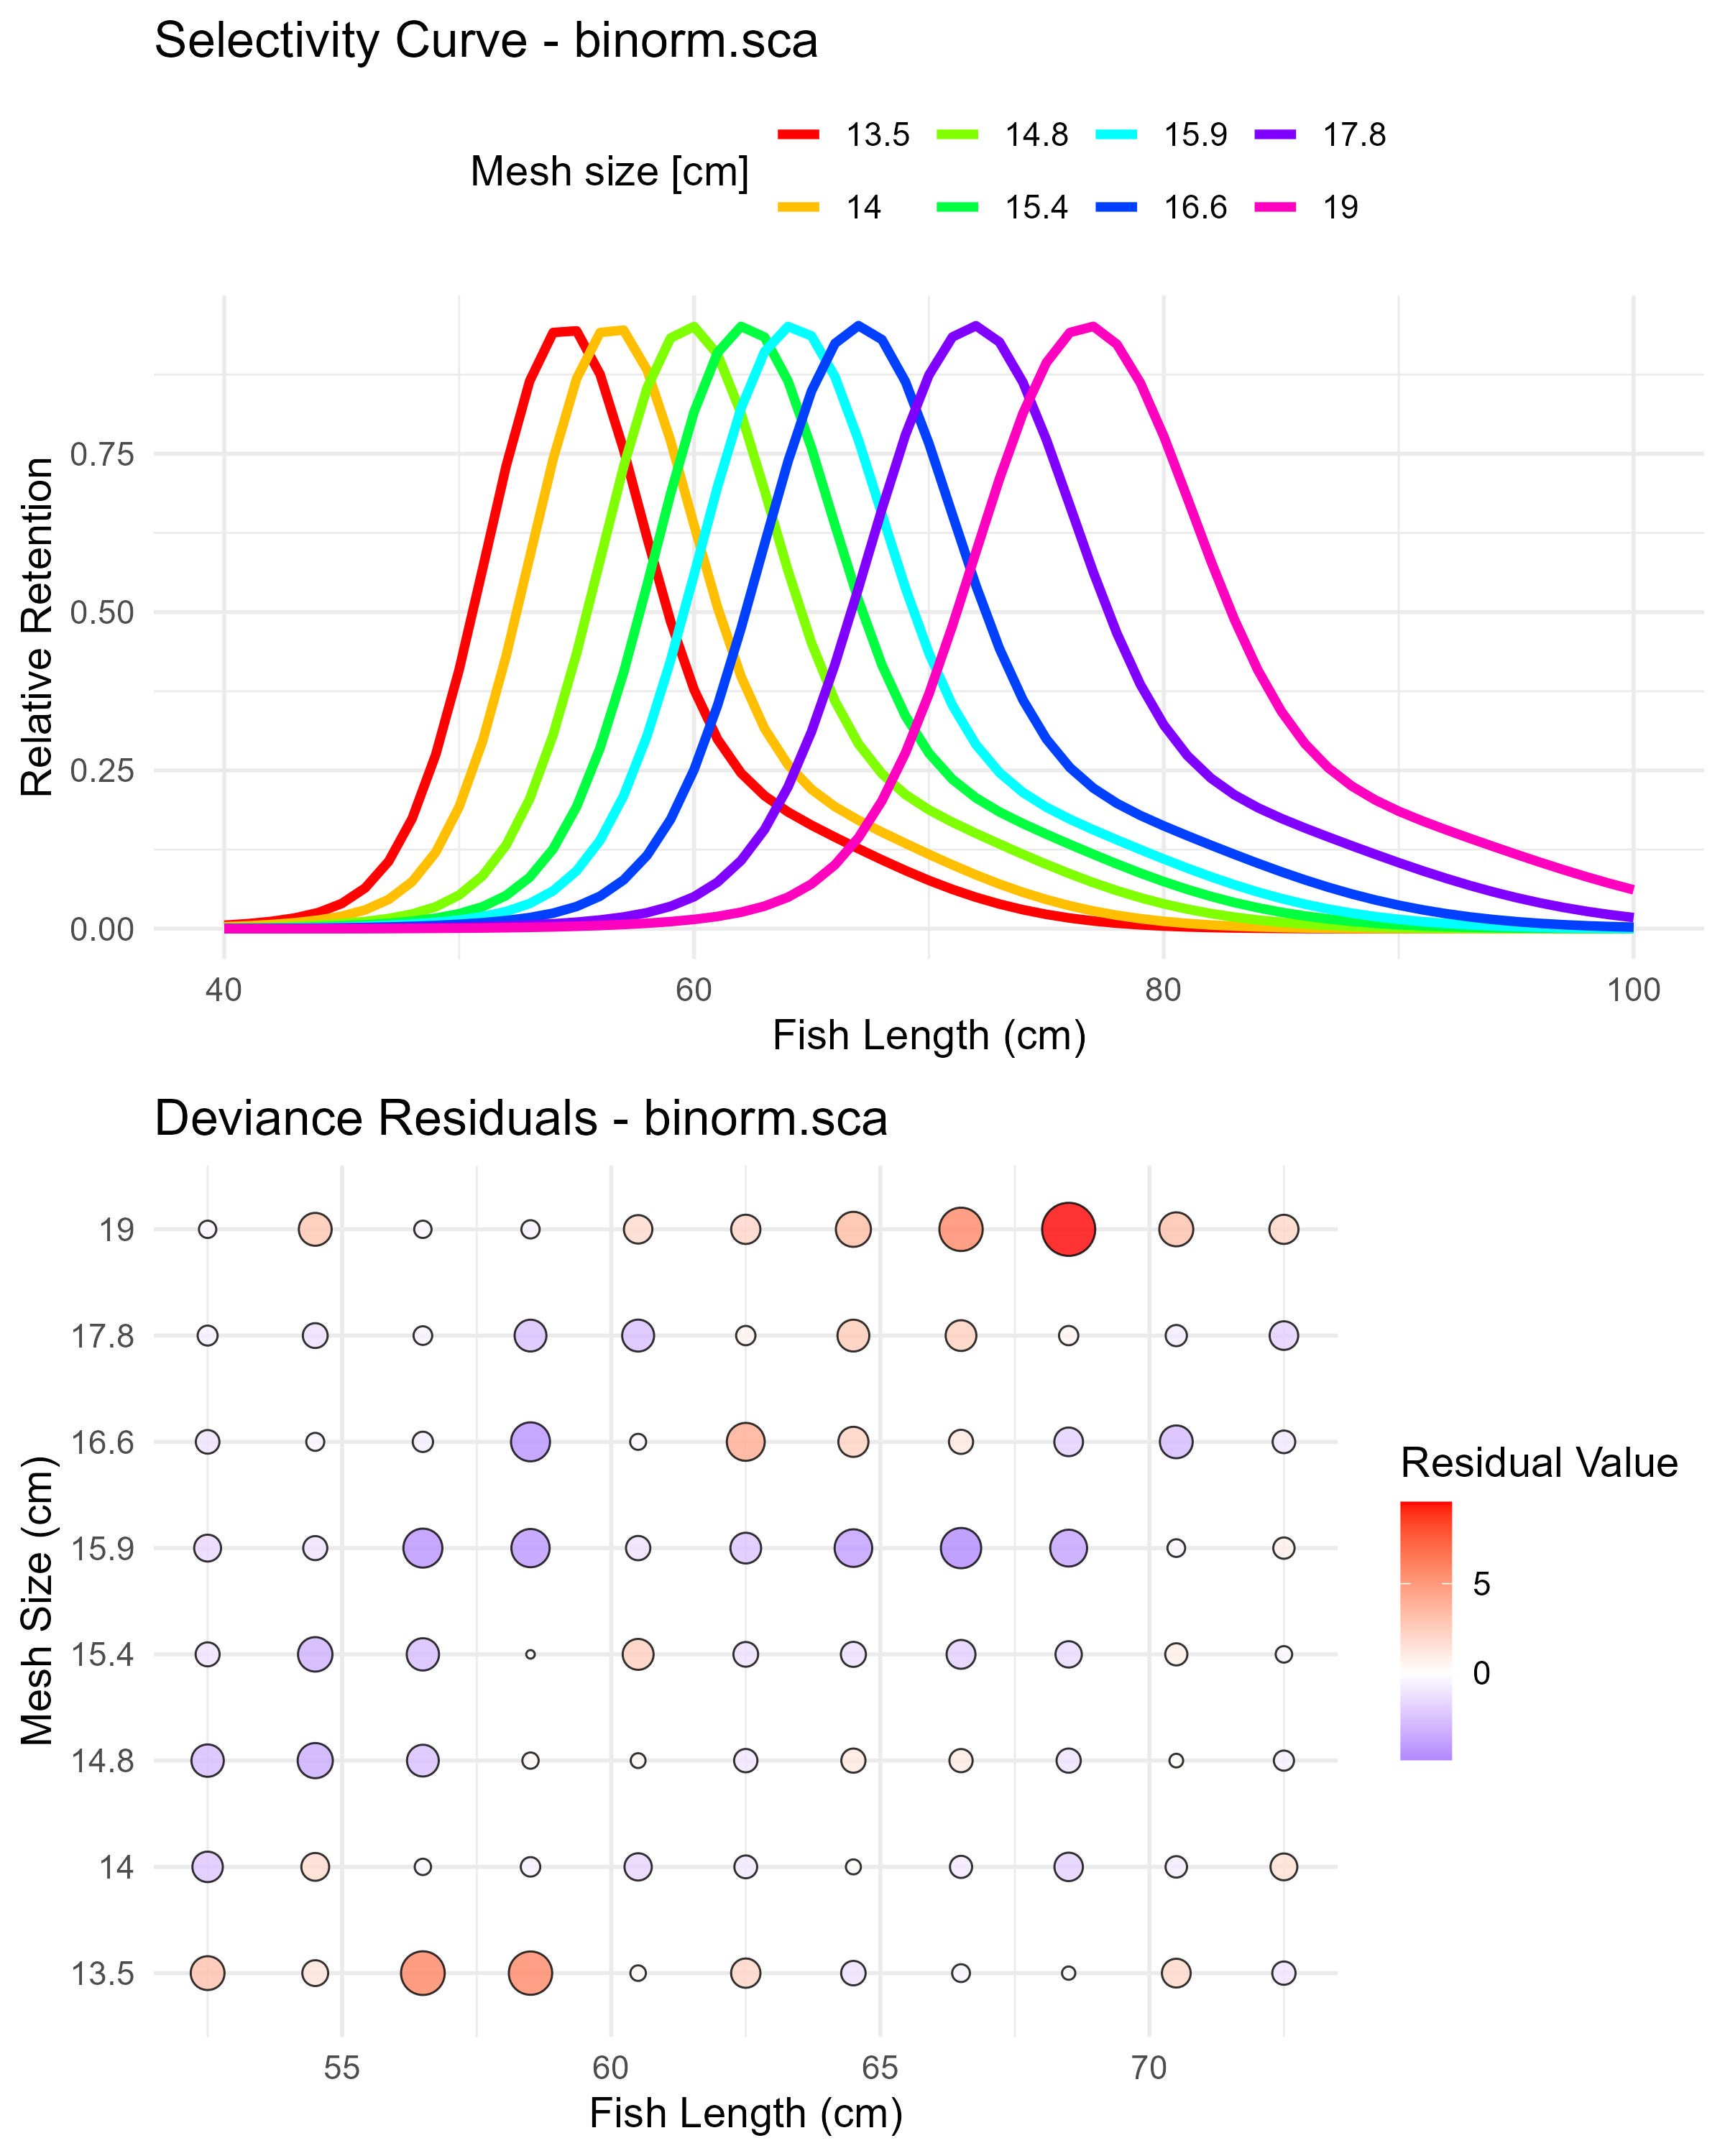 Selectivity Curve - binorm.sca
Mesh size [cm]
13.5 14.8 15.9 17.8
14 15.4 16.6 19
Relative Retention
0.75
0.50
0.25
0.00
40 60 80 100
Fish Length (cm)
Deviance Residuals - binorm.sca
Mesh Size (cm)
19
17.8
16.6
15.9
15.4
14.8
14
13.5
55 60 65 70
Fish Length (cm)
Residual Value
5
0